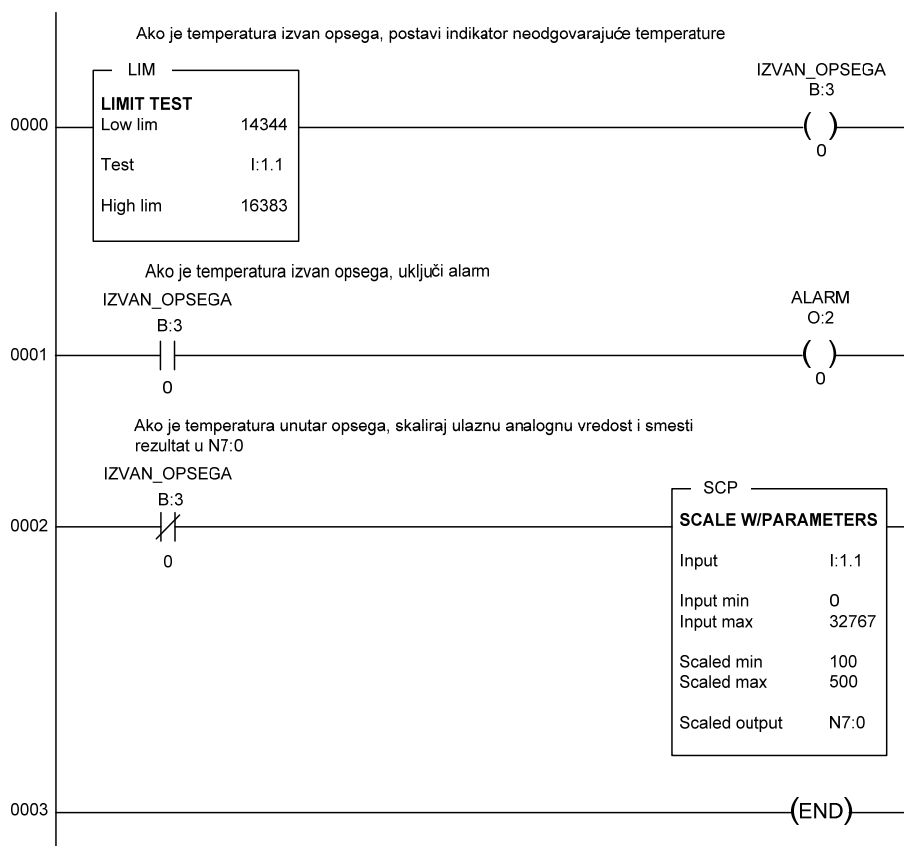 Ako je temperatura izvan opsega, postavi indikator neodgovarajuće temperature
LIM
IZVAN_OPSEGA
B:3
LIMIT TEST
0000
Low lim 14344
0
Test I:1.1
High lim 16383
Ako je temperatura izvan opsega, uključi alarm
IZVAN_OPSEGA
B:3
ALARM
O:2
0001
0
0
Ako je temperatura unutar opsega, skaliraj ulaznu analognu vredost i smesti
rezultat u N7:0
IZVAN_OPSEGA
B:3
SCP
0002
SCALE W/PARAMETERS
0
Input I:1.1
Input min 0
Input max 32767
Scaled min 100
Scaled max 500
Scaled output N7:0
0003
(END)